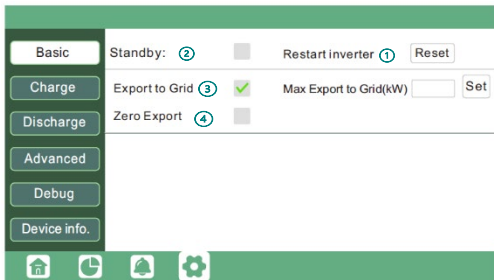 Basic
Standby: ② Restart inverter ① Reset
Charge
Export to Grid ③ Max Export to Grid(kW) Set
Zero Export ④
Discharge
Advanced
Debug
Device info.